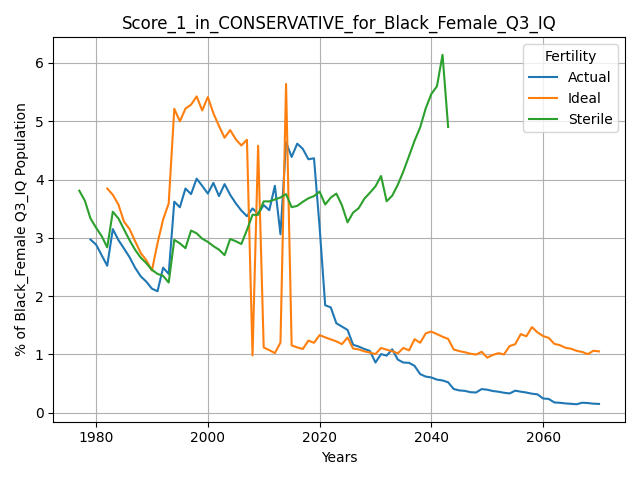 Score_1_in_CONSERVATIVE_for_Black_Female_Q3_IQ
% of Black_Female Q3_IQ Population
6
5
4
3
2
1
0
Fertility
Actual
Ideal
Sterile
1980 2000 2020 2040 2060
Years